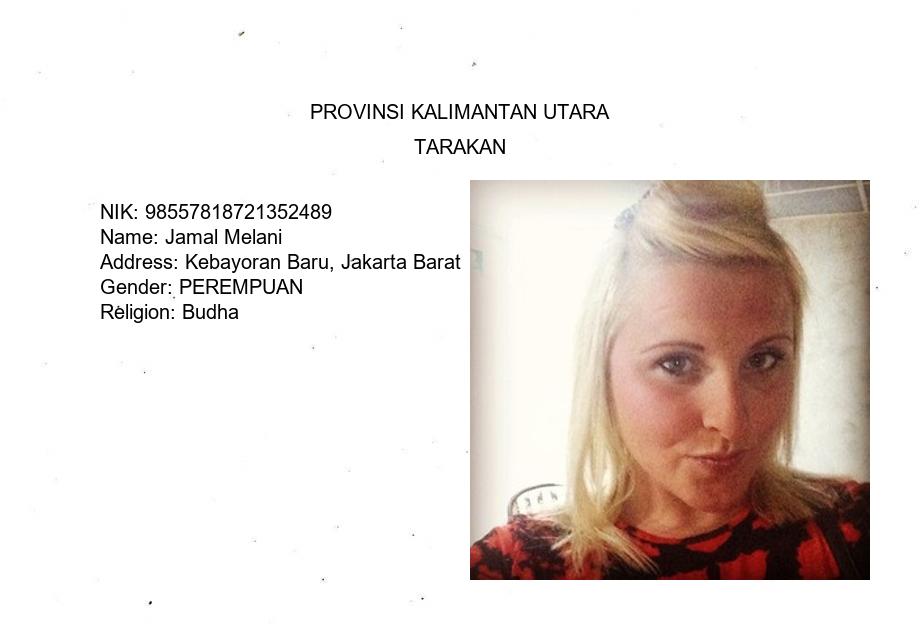 PROVINSI KALIMANTAN UTARA
TARAKAN
NIK: 98557818721352489
Name: Jamal Melani
Address: Kebayoran Baru, Jakarta Barat
Gender: PEREMPUAN
Religion: Budha